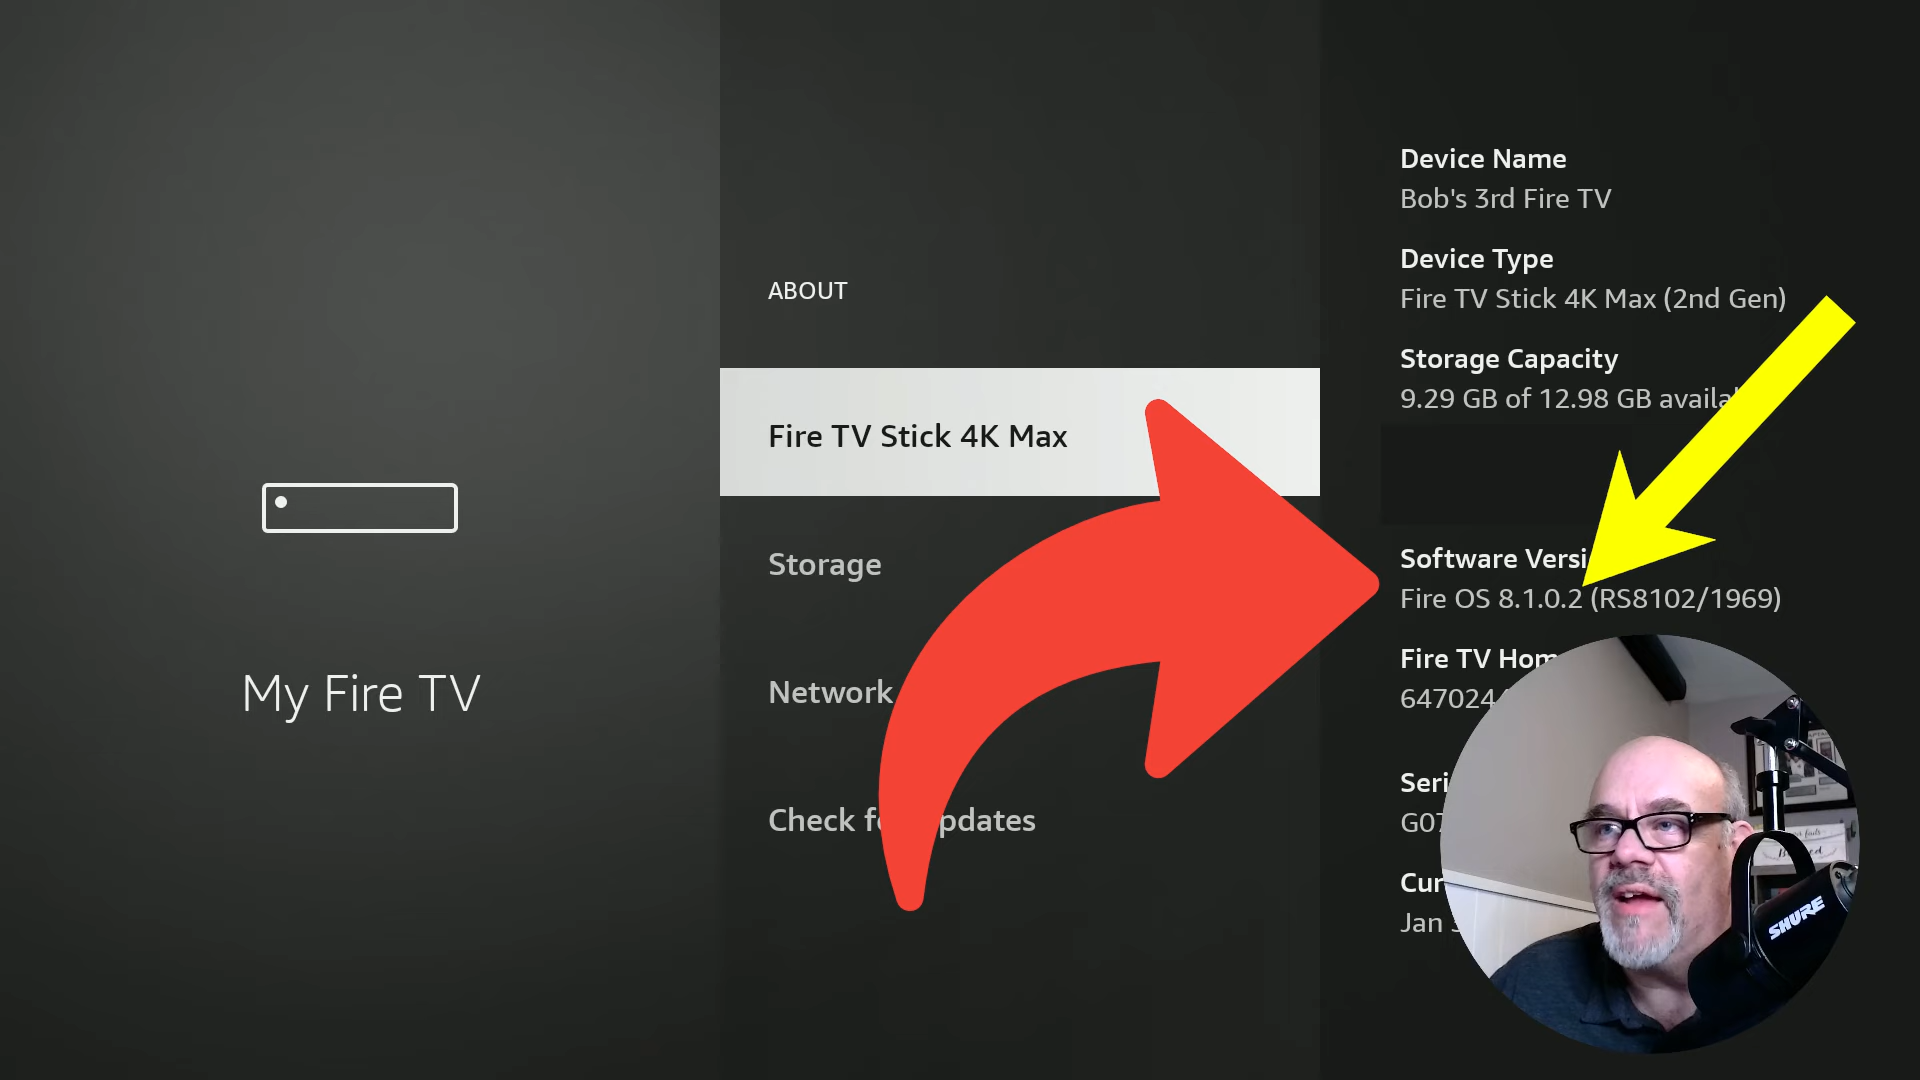 My Fire TV
ABOUT
Fire TV Stick 4K Max
Storage
Network
Check f pdates
Device Name
Bob's 3rd Fire TV
Device Type
Fire TV Stick 4K Max (2nd Gen)
Storage Capacity
9.29 GB of 12.98 GB availa
Software Versi
Fire OS 8.1.0.2 (RS8102/1969)
Fire TV Hom
647024
Seri
G07
Cur
Jan
SHURE